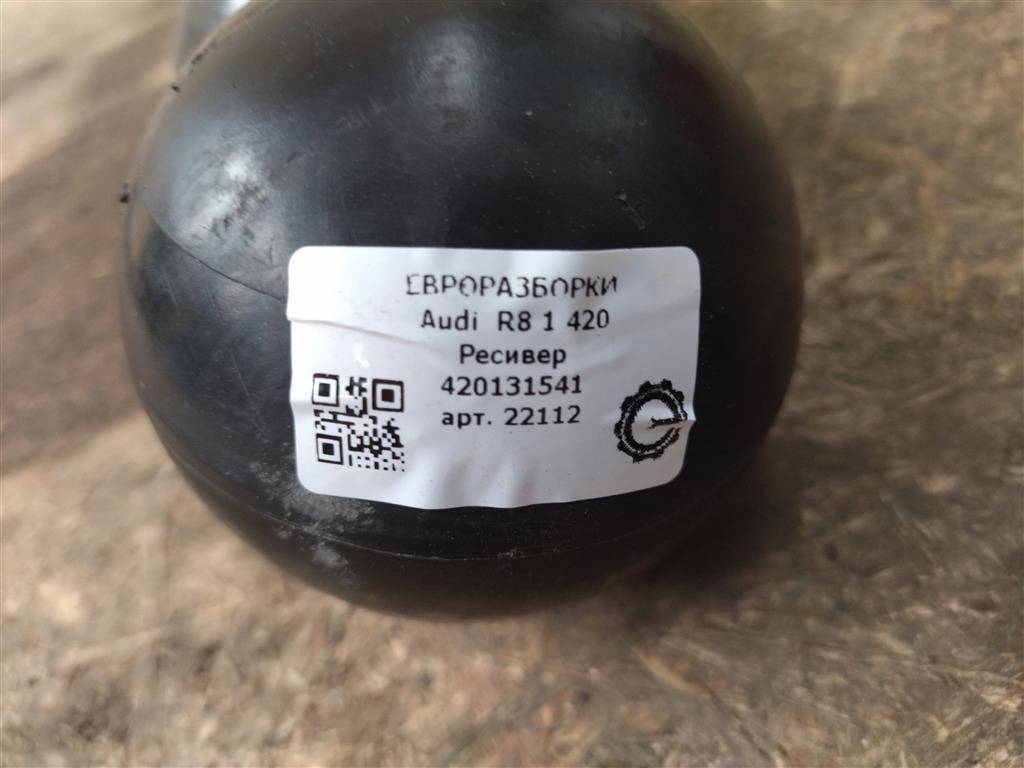 ЕВРОРАЗБОРКИ
Audi R8 1 420
Ресивер
420131541
арт. 22112